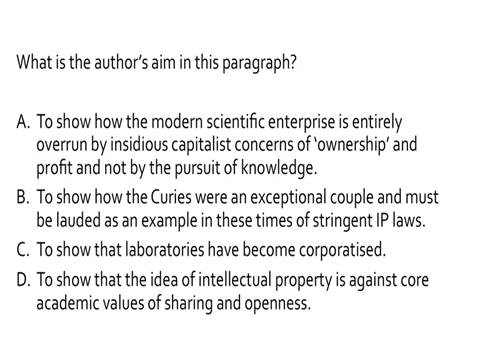 What is the author’s aim in this paragraph?
A. To show how the modern scientific enterprise is entirely
overrun by insidious capitalist concerns of ‘ownership’ and
profit and not by the pursuit of knowledge.
B. To show how the Curies were an exceptional couple and must
be lauded as an example in these times of stringent IP laws.
C. To show that laboratories have become corporatised.
D. To show that the idea of intellectual property is against core
academic values of sharing and openness.